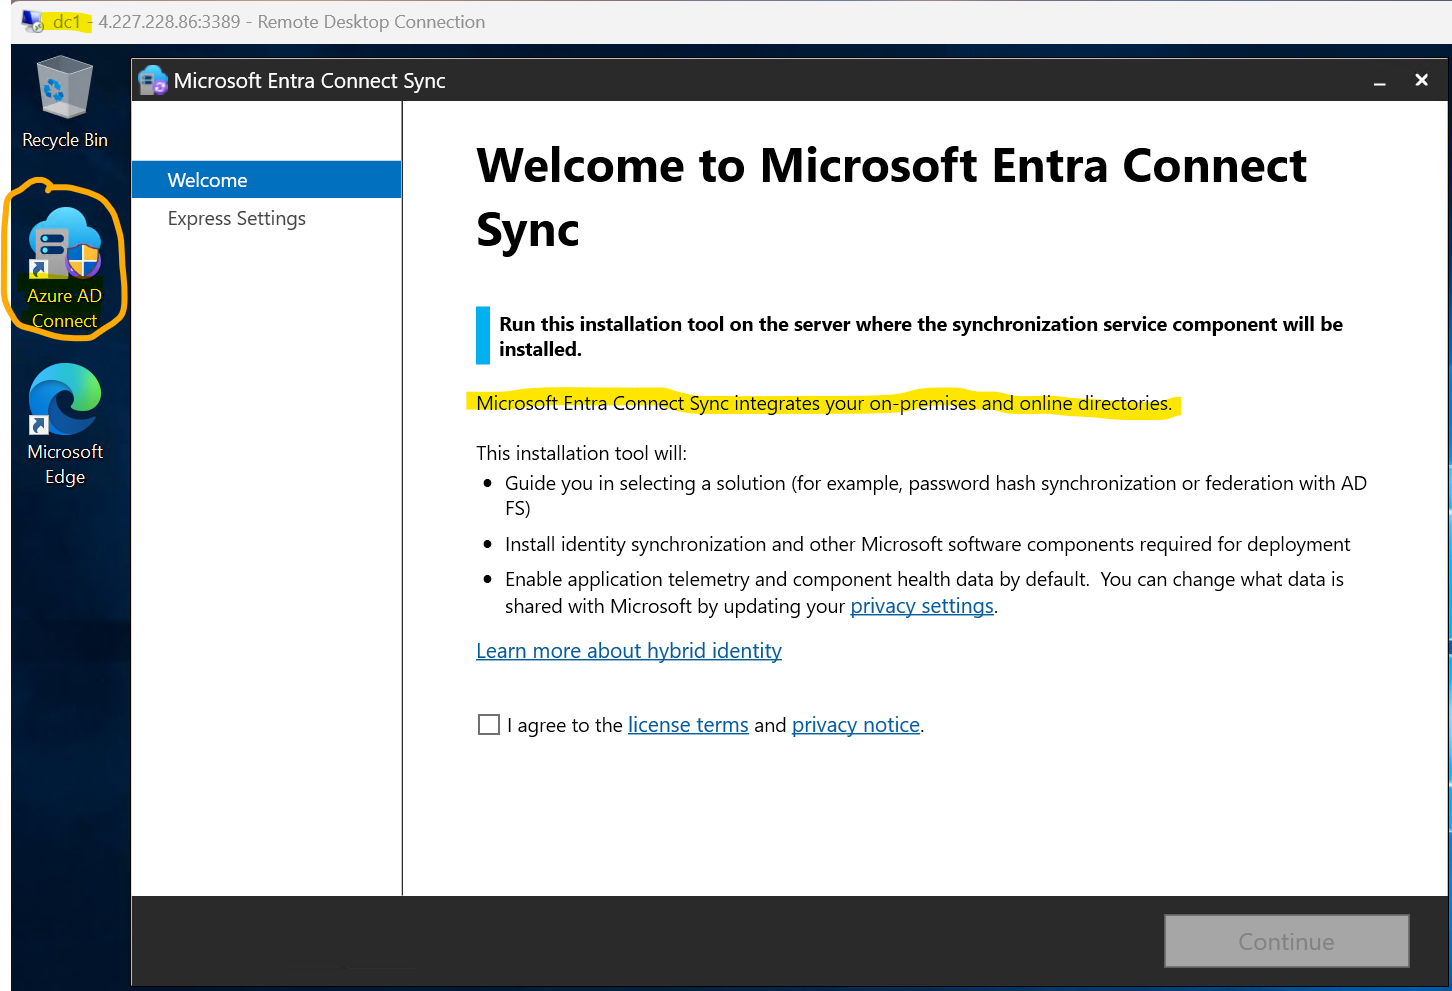 dc1 - 4.227.228.86:3389 - Remote Desktop Connection
Recycle Bin
Azure AD
Connect
Microsoft
Edge
Microsoft Entra Connect Sync
Welcome
Express Settings
Welcome to Microsoft Entra Connect
Sync
Run this installation tool on the server where the synchronization service component will be
installed.
Microsoft Entra Connect Sync integrates your on-premises and online directories.
This installation tool will:
• Guide you in selecting a solution (for example, password hash synchronization or federation with AD
FS)
• Install identity synchronization and other Microsoft software components required for deployment
• Enable application telemetry and component health data by default.  You can change what data is
shared with Microsoft by updating your privacy settings.
Learn more about hybrid identity
I agree to the license terms and privacy notice.
Continue